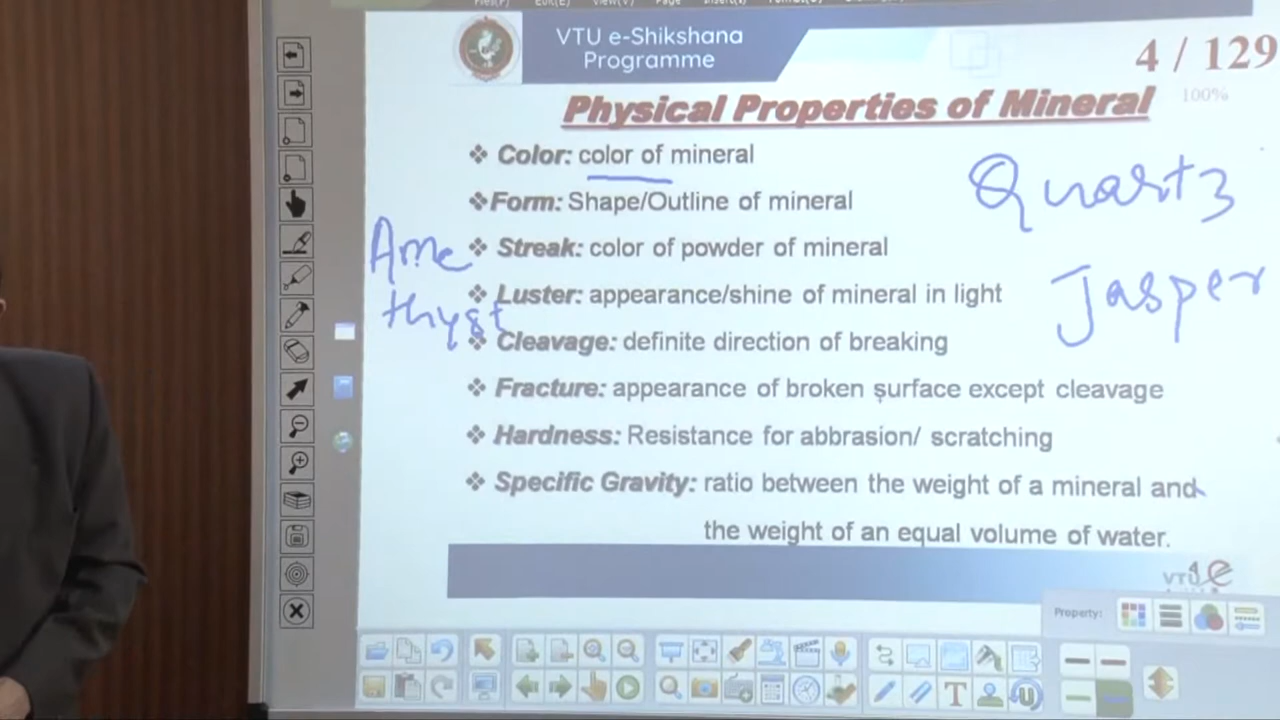 VTU e-Shikshana
Programme
4 / 129
100%
Physical Properties of Mineral
❖ Color: color of mineral
❖Form: Shape/Outline of mineral
❖ Streak: color of powder of mineral
❖ Luster: appearance/shine of mineral in light
❖ Cleavage: definite direction of breaking
❖ Fracture: appearance of broken surface except cleavage
❖ Hardness: Resistance for abbrasion/ scratching
❖ Specific Gravity: ratio between the weight of a mineral and
the weight of an equal volume of water.
Quartz
Jasper
Ame
thyst
VTU e
Property:
T